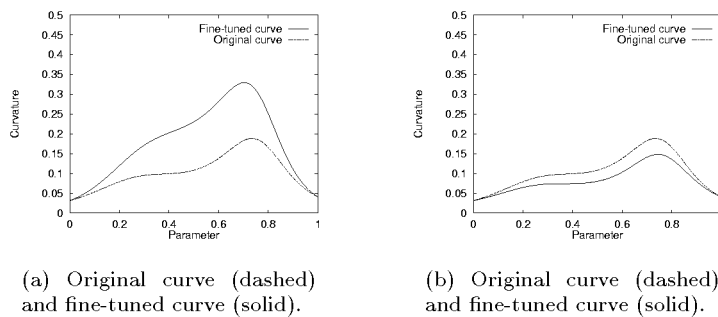 0.5
0.45
0.4
0.35
0.3
0.25
0.2
0.15
0.1
0.05
0
Curvature
Fine-tuned curve
Original curve
0 0.2 0.4 0.6 0.8 1
Parameter
(a) Original curve (dashed)
and fine-tuned curve (solid).
0.5
0.45
0.4
0.35
0.3
0.25
0.2
0.15
0.1
0.05
0
Curvature
Fine-tuned curve
Original curve
0 0.2 0.4 0.6 0.8
Parameter
(b) Original curve (dashed)
and fine-tuned curve (solid).